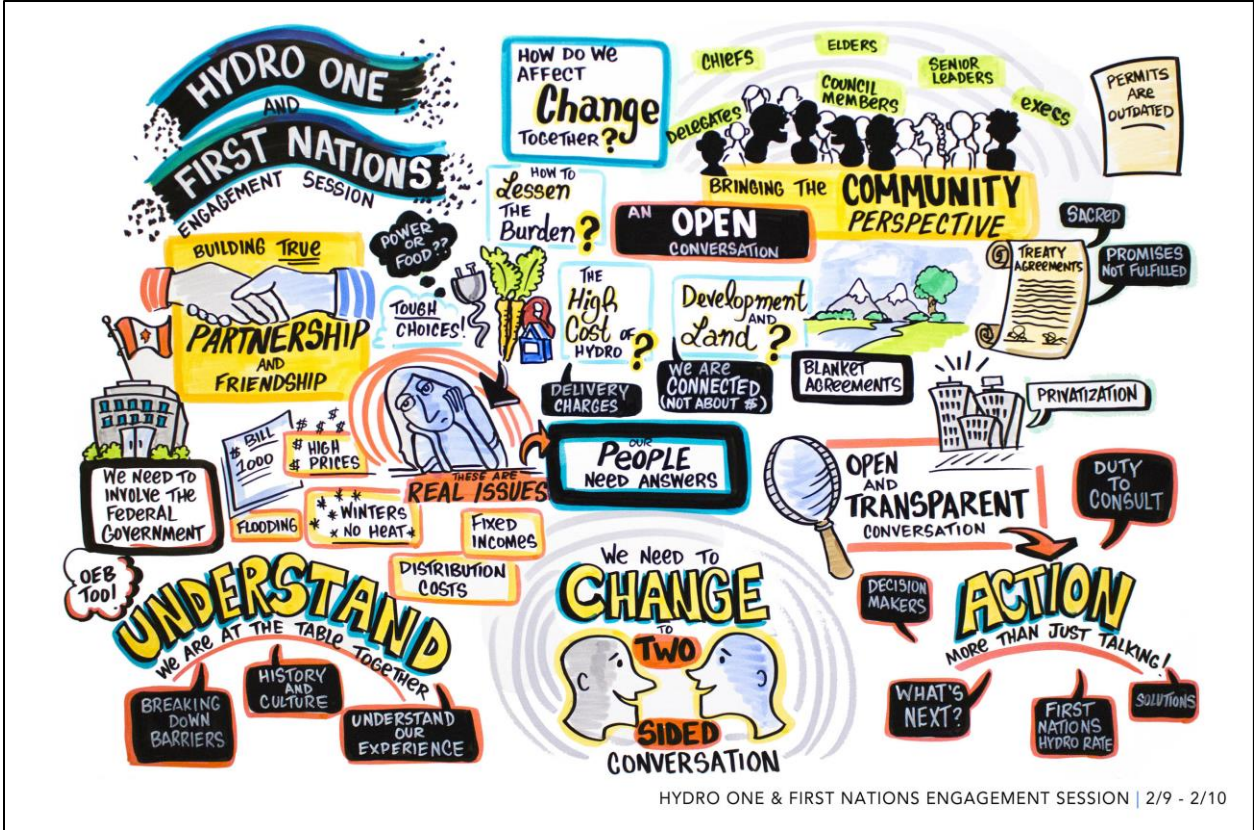 HYDRO ONE
AND
FIRST NATIONS
ENGAGEMENT SESSION
HOW DO WE
AFFECT
Change
TOGETHER?
CHIEFS
ELDERS
SENIOR
LEADERS
COUNCIL
MEMBERS
DELEGATES
EXECS
BRINGING THE COMMUNITY
PERSPECTIVE
PERMITS
ARE
OUTDATED
HOW TO
Lessen
THE
Burden?
AN OPEN
CONVERSATION
SACRED
TREATY
AGREEMENTS
PROMISES
NOT FULFILLED
BUILDING TRUE
PARTNERSHIP
AND
FRIENDSHIP
POWER
OR
FOOD??
TOUGH
CHOICES!
THE
High
Cost OF
HYDRO?
DELIVERY
CHARGES
Development
AND
Land?
WE ARE
CONNECTED
(NOT ABOUT $)
BLANKET
AGREEMENTS
PRIVATIZATION
WE NEED TO
INVOLVE THE
FEDERAL
GOVERNMENT
OEB
TOO!
$ BILL
1000
$ $ $ $
$ HIGH
$ PRICES
FLOODING
* * *
* WINTERS
* NO HEAT *
THESE ARE
REAL ISSUES
FIXED
INCOMES
DISTRIBUTION
COSTS
OUR
PEOPLE
NEED ANSWERS
OPEN
AND
TRANSPARENT
CONVERSATION
DUTY
TO
CONSULT
UNDERSTAND
WE ARE AT THE TABLE TOGETHER
BREAKING
DOWN
BARRIERS
HISTORY
AND
CULTURE
UNDERSTAND
OUR
EXPERIENCE
WE NEED TO
CHANGE
TO
TWO
SIDED
CONVERSATION
DECISION
MAKERS
ACTION
MORE THAN JUST TALKING!
WHAT'S
NEXT?
FIRST
NATIONS
HYDRO RATE
SOLUTIONS
HYDRO ONE & FIRST NATIONS ENGAGEMENT SESSION | 2/9 - 2/10